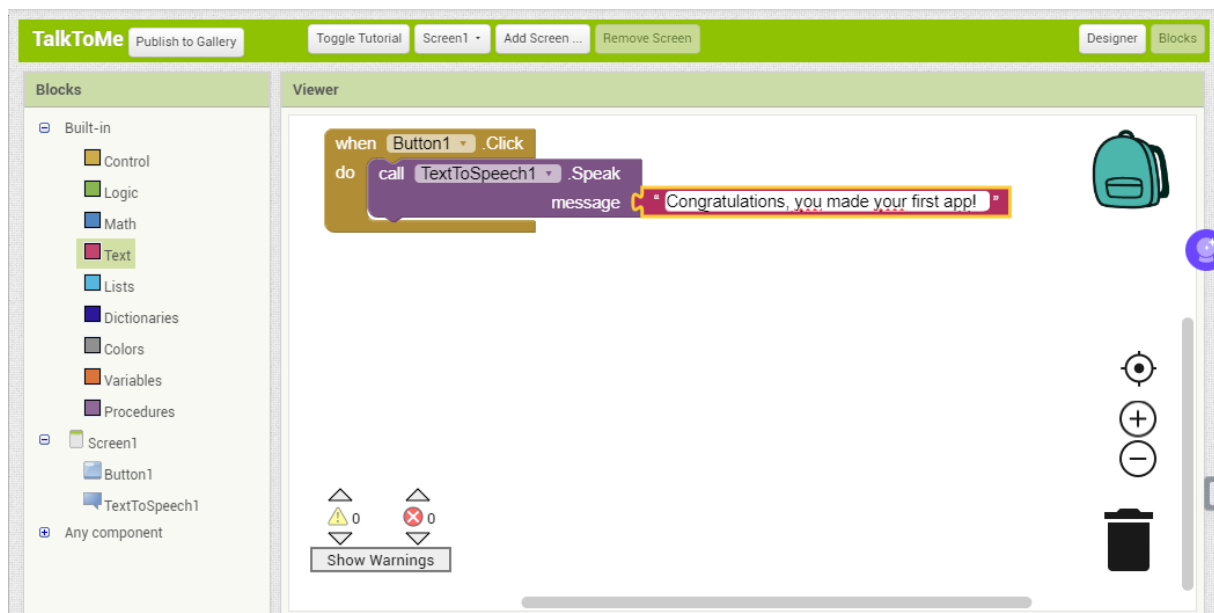 TalkToMe Publish to Gallery Toggle Tutorial Screen1 Add Screen ... Remove Screen Designer Blocks
Blocks
Built-in
Control
Logic
Math
Text
Lists
Dictionaries
Colors
Variables
Procedures
Screen1
Button1
TextToSpeech1
Any component
Viewer
when Button1 .Click
do call TextToSpeech1 .Speak
message " Congratulations, you made your first app! "
0 0
Show Warnings